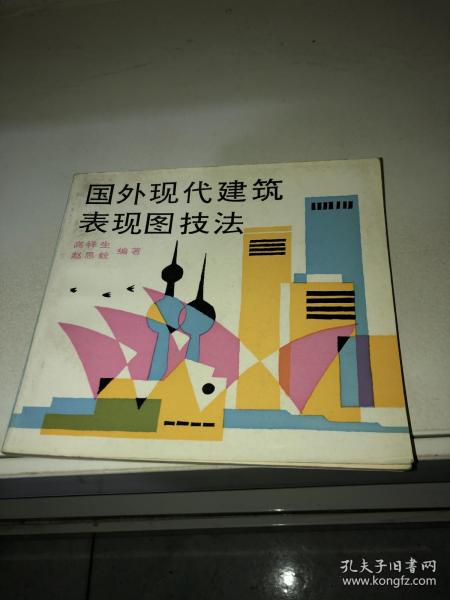 国外现代建筑
表现图技法
高祥生
赵思毅 编著
孔夫子旧书网
www.kongfz.com